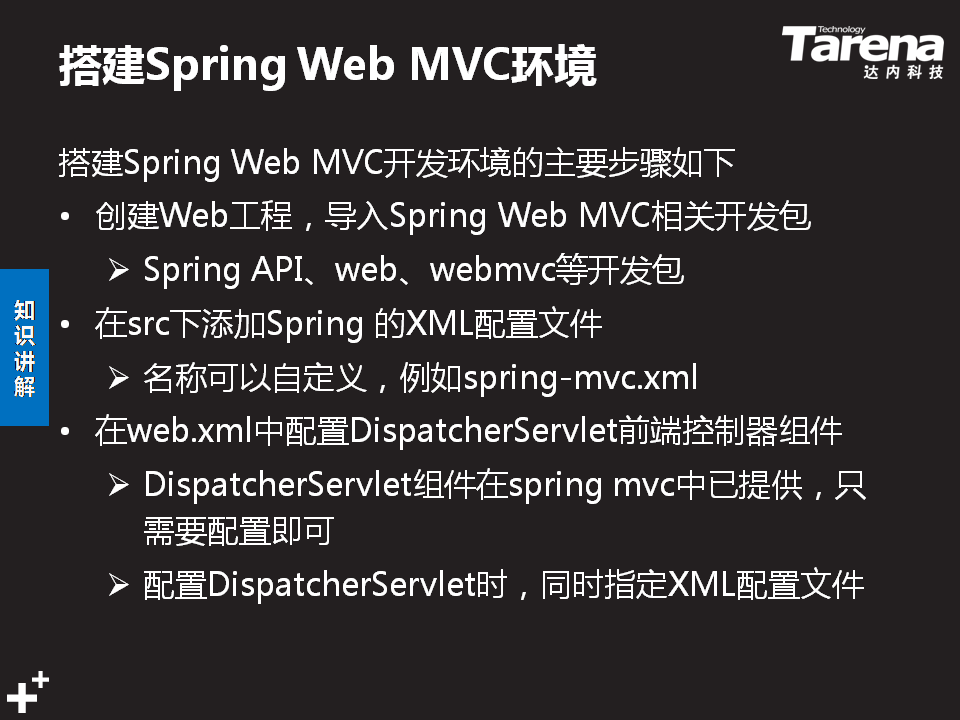 搭建Spring Web MVC环境
Technology
Tarena
达内科技
搭建Spring Web MVC开发环境的主要步骤如下
• 创建Web工程，导入Spring Web MVC相关开发包
➢ Spring API、web、webmvc等开发包
• 在src下添加Spring 的XML配置文件
➢ 名称可以自定义，例如spring-mvc.xml
• 在web.xml中配置DispatcherServlet前端控制器组件
➢ DispatcherServlet组件在spring mvc中已提供，只
需要配置即可
➢ 配置DispatcherServlet时，同时指定XML配置文件
知识讲解